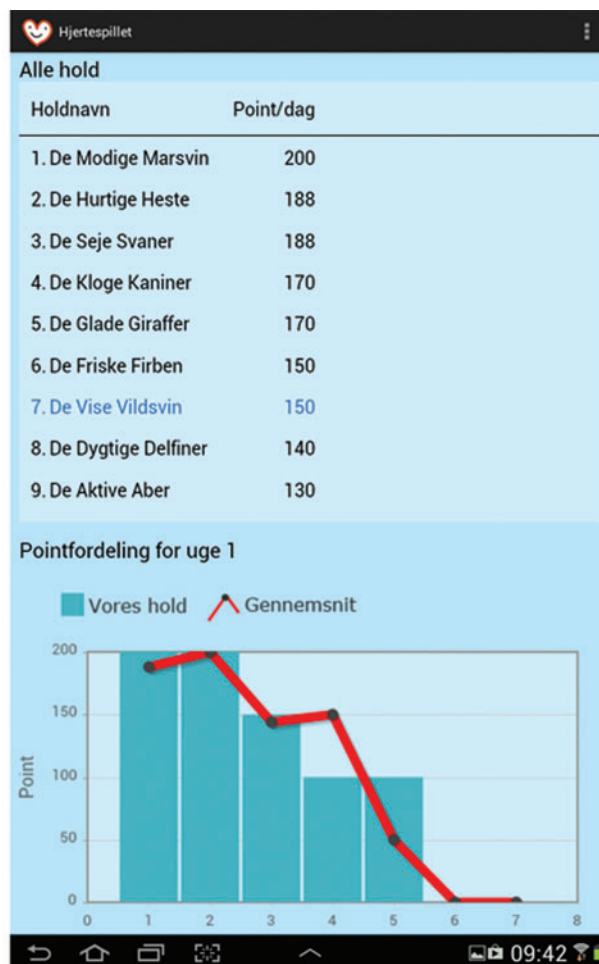 Hjertespillet
Alle hold
Holdnavn Point/dag
1. De Modige Marsvin 200
2. De Hurtige Heste 188
3. De Seje Svaner 188
4. De Kloge Kaniner 170
5. De Glade Giraffer 170
6. De Friske Firben 150
7. De Vise Vildsvin 150
8. De Dygtige Delfiner 140
9. De Aktive Aber 130
Pointfordeling for uge 1
Vores hold Gennemsnit
200
150
100
50
0
Point
0 1 2 3 4 5 6 7 8
09:42